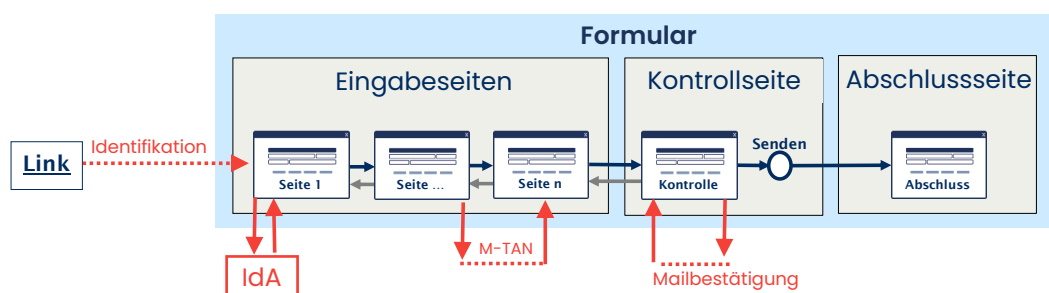 Formular
Eingabeseiten
Kontrollseite
Abschlussseite
Link
Identifikation
Senden
Seite 1
Seite ...
Seite n
Kontrolle
Abschluss
IdA
M-TAN
Mailbestätigung